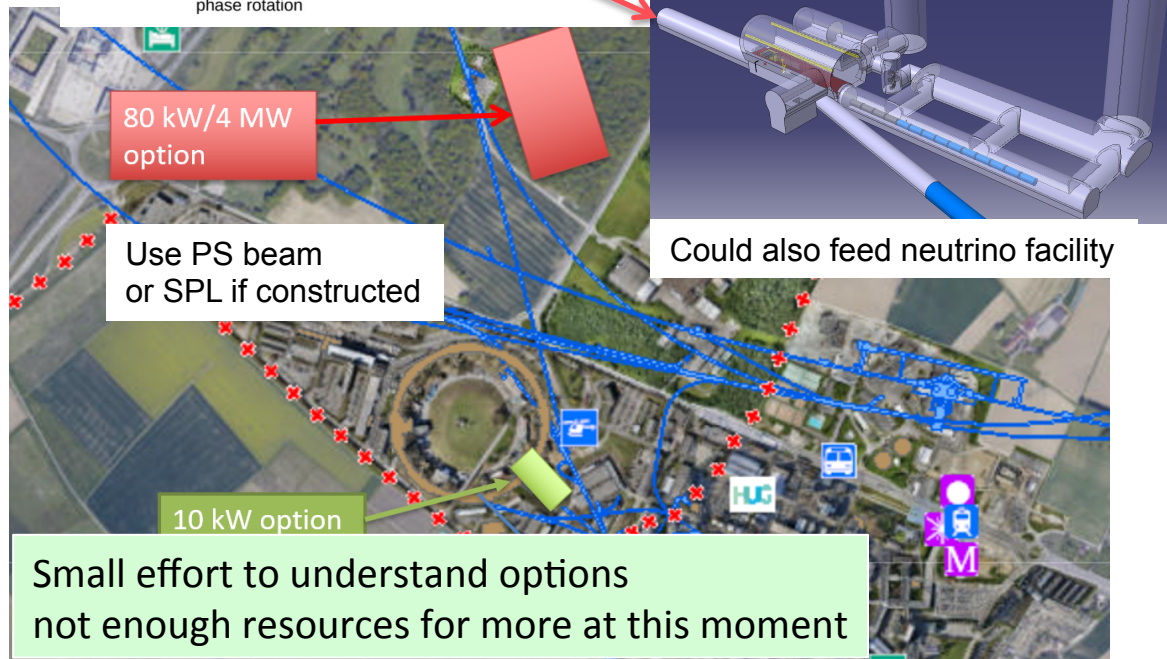 phase rotation
80 kW/4 MW
option
Use PS beam
or SPL if constructed
Could also feed neutrino facility
HUG
M
10 kW option
Small effort to understand options
not enough resources for more at this moment